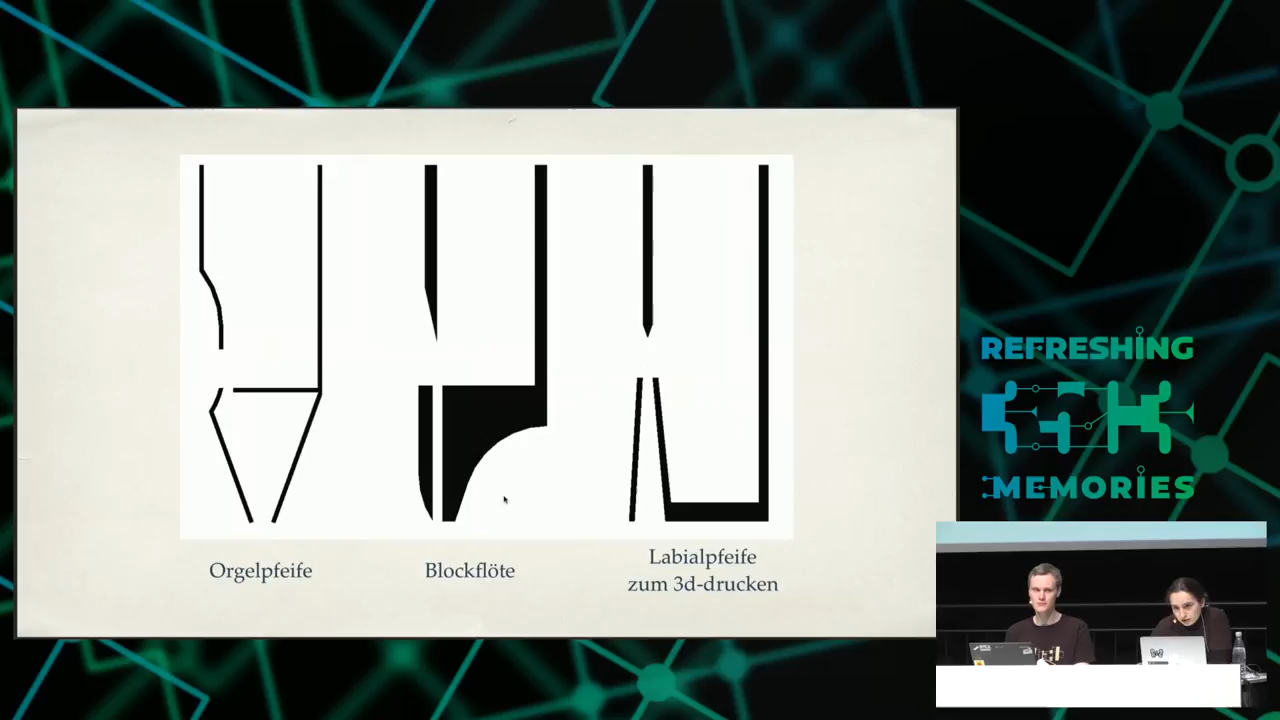 Orgelpfeife
Blockflöte
Labialpfeife
zum 3d-drucken
REFRESHING
MEMORIES